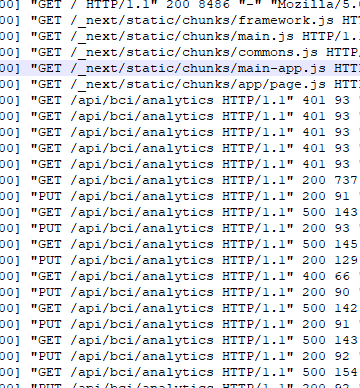 00] "GET / HTTP/1.1" 200 8486 "-" "Mozilla/5.
00] "GET /_next/static/chunks/framework.js HT
00] "GET /_next/static/chunks/main.js HTTP/1.
00] "GET /_next/static/chunks/commons.js HTTP
00] "GET /_next/static/chunks/main-app.js HTT
00] "GET /_next/static/chunks/app/page.js HTT
00] "GET /api/bci/analytics HTTP/1.1" 401 93
00] "GET /api/bci/analytics HTTP/1.1" 401 93
00] "GET /api/bci/analytics HTTP/1.1" 401 93
00] "GET /api/bci/analytics HTTP/1.1" 401 93
00] "GET /api/bci/analytics HTTP/1.1" 401 93
00] "GET /api/bci/analytics HTTP/1.1" 200 737
00] "PUT /api/bci/analytics HTTP/1.1" 200 91
00] "GET /api/bci/analytics HTTP/1.1" 500 143
00] "PUT /api/bci/analytics HTTP/1.1" 200 93
00] "GET /api/bci/analytics HTTP/1.1" 500 145
00] "PUT /api/bci/analytics HTTP/1.1" 200 129
00] "GET /api/bci/analytics HTTP/1.1" 200 66
00] "PUT /api/bci/analytics HTTP/1.1" 200 90
00] "GET /api/bci/analytics HTTP/1.1" 500 142
00] "PUT /api/bci/analytics HTTP/1.1" 200 91
00] "GET /api/bci/analytics HTTP/1.1" 500 143
00] "PUT /api/bci/analytics HTTP/1.1" 200 92
00] "GET /api/bci/analytics HTTP/1.1" 500 154